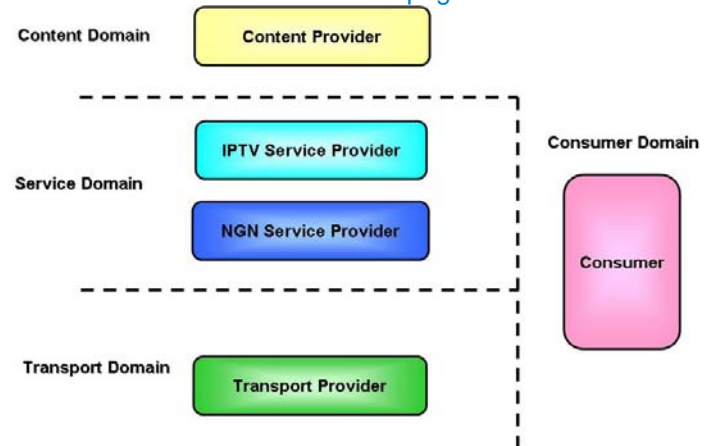 Content Domain
Content Provider
IPTV Service Provider
Consumer Domain
Service Domain
NGN Service Provider
Consumer
Transport Domain
Transport Provider